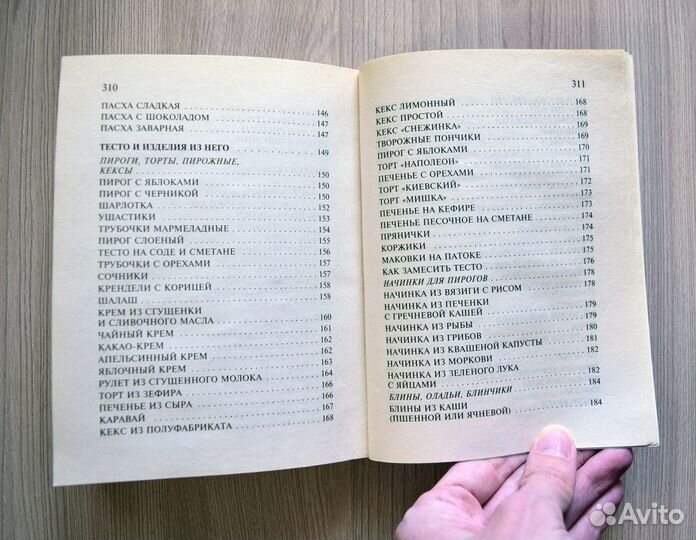 310
ПАСХА СЛАДКАЯ 146
ПАСХА С ШОКОЛАДОМ 147
ПАСХА ЗАВАРНАЯ 147
ТЕСТО И ИЗДЕЛИЯ ИЗ НЕГО 149
ПИРОГИ, ТОРТЫ, ПИРОЖНЫЕ,
КЕКСЫ 150
ПИРОГ С ЯБЛОКАМИ 150
ПИРОГ С ЧЕРНИКОЙ 150
ШАРЛОТКА 152
УШАСТИКИ 153
ТРУБОЧКИ МАРМЕЛАДНЫЕ 154
ПИРОГ СЛОЕНЫЙ 155
ТЕСТО НА СОДЕ И СМЕТАНЕ 156
ТРУБОЧКИ С ОРЕХАМИ 156
СОЧНИКИ 157
КРЕНДЕЛИ С КОРИЦЕЙ 158
ШАЛАШ 158
КРЕМ ИЗ СГУЩЕНКИ
И СЛИВОЧНОГО МАСЛА 160
ЧАЙНЫЙ КРЕМ 161
КАКАО-КРЕМ 162
АПЕЛЬСИННЫЙ КРЕМ 162
ЯБЛОЧНЫЙ КРЕМ 163
РУЛЕТ ИЗ СГУЩЕННОГО МОЛОКА 164
ТОРТ ИЗ ЗЕФИРА 166
ПЕЧЕНЬЕ ИЗ СЫРА 166
КАРАВАЙ 167
КЕКС ИЗ ПОЛУФАБРИКАТА 168
311
КЕКС ЛИМОННЫЙ 168
КЕКС ПРОСТОЙ 168
КЕКС «СНЕЖИНКА» 169
ТВОРОЖНЫЕ ПОНЧИКИ 169
ПИРОГ С ЯБЛОКАМИ 170
ТОРТ «НАПОЛЕОН» 171
ПЕЧЕНЬЕ С ОРЕХАМИ 171
ТОРТ «КИЕВСКИЙ» 172
ТОРТ «МИШКА» 173
ПЕЧЕНЬЕ НА КЕФИРЕ 174
ПЕЧЕНЬЕ ПЕСОЧНОЕ НА СМЕТАНЕ 174
ПРЯНИЧКИ 174
КОРЖИКИ 175
МАКОВКИ НА ПАТОКЕ 175
КАК ЗАМЕСИТЬ ТЕСТО 176
НАЧИНКИ ДЛЯ ПИРОГОВ 178
НАЧИНКА ИЗ ВЯЗИГИ С РИСОМ 178
НАЧИНКА ИЗ ПЕЧЕНКИ
С ГРЕЧНЕВОЙ КАШЕЙ 179
НАЧИНКА ИЗ РЫБЫ 179
НАЧИНКА ИЗ ГРИБОВ 180
НАЧИНКА ИЗ КВАШЕНОЙ КАПУСТЫ 181
НАЧИНКА ИЗ МОРКОВИ 182
НАЧИНКА ИЗ ЗЕЛЕНОГО ЛУКА
С ЯЙЦАМИ 182
БЛИНЫ, ОЛАДЬИ, БЛИНЧИКИ 184
БЛИНЫ ИЗ КАШИ
(ПШЕННОЙ ИЛИ ЯЧНЕВОЙ) 184
Avito